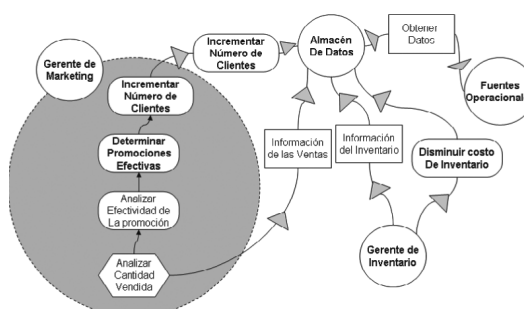 Gerente de
Marketing
Incrementar
Número de
Clientes
Determinar
Promociones
Efectivas
Analizar
Efectividad de
La promoción
Analizar
Cantidad
Vendida
Incrementar
Número de
Clientes
Almacén
De Datos
Obtener
Datos
Fuentes
Operacional
Información
de las Ventas
Información
del Inventario
Disminuir costo
De Inventario
Gerente de
Inventario